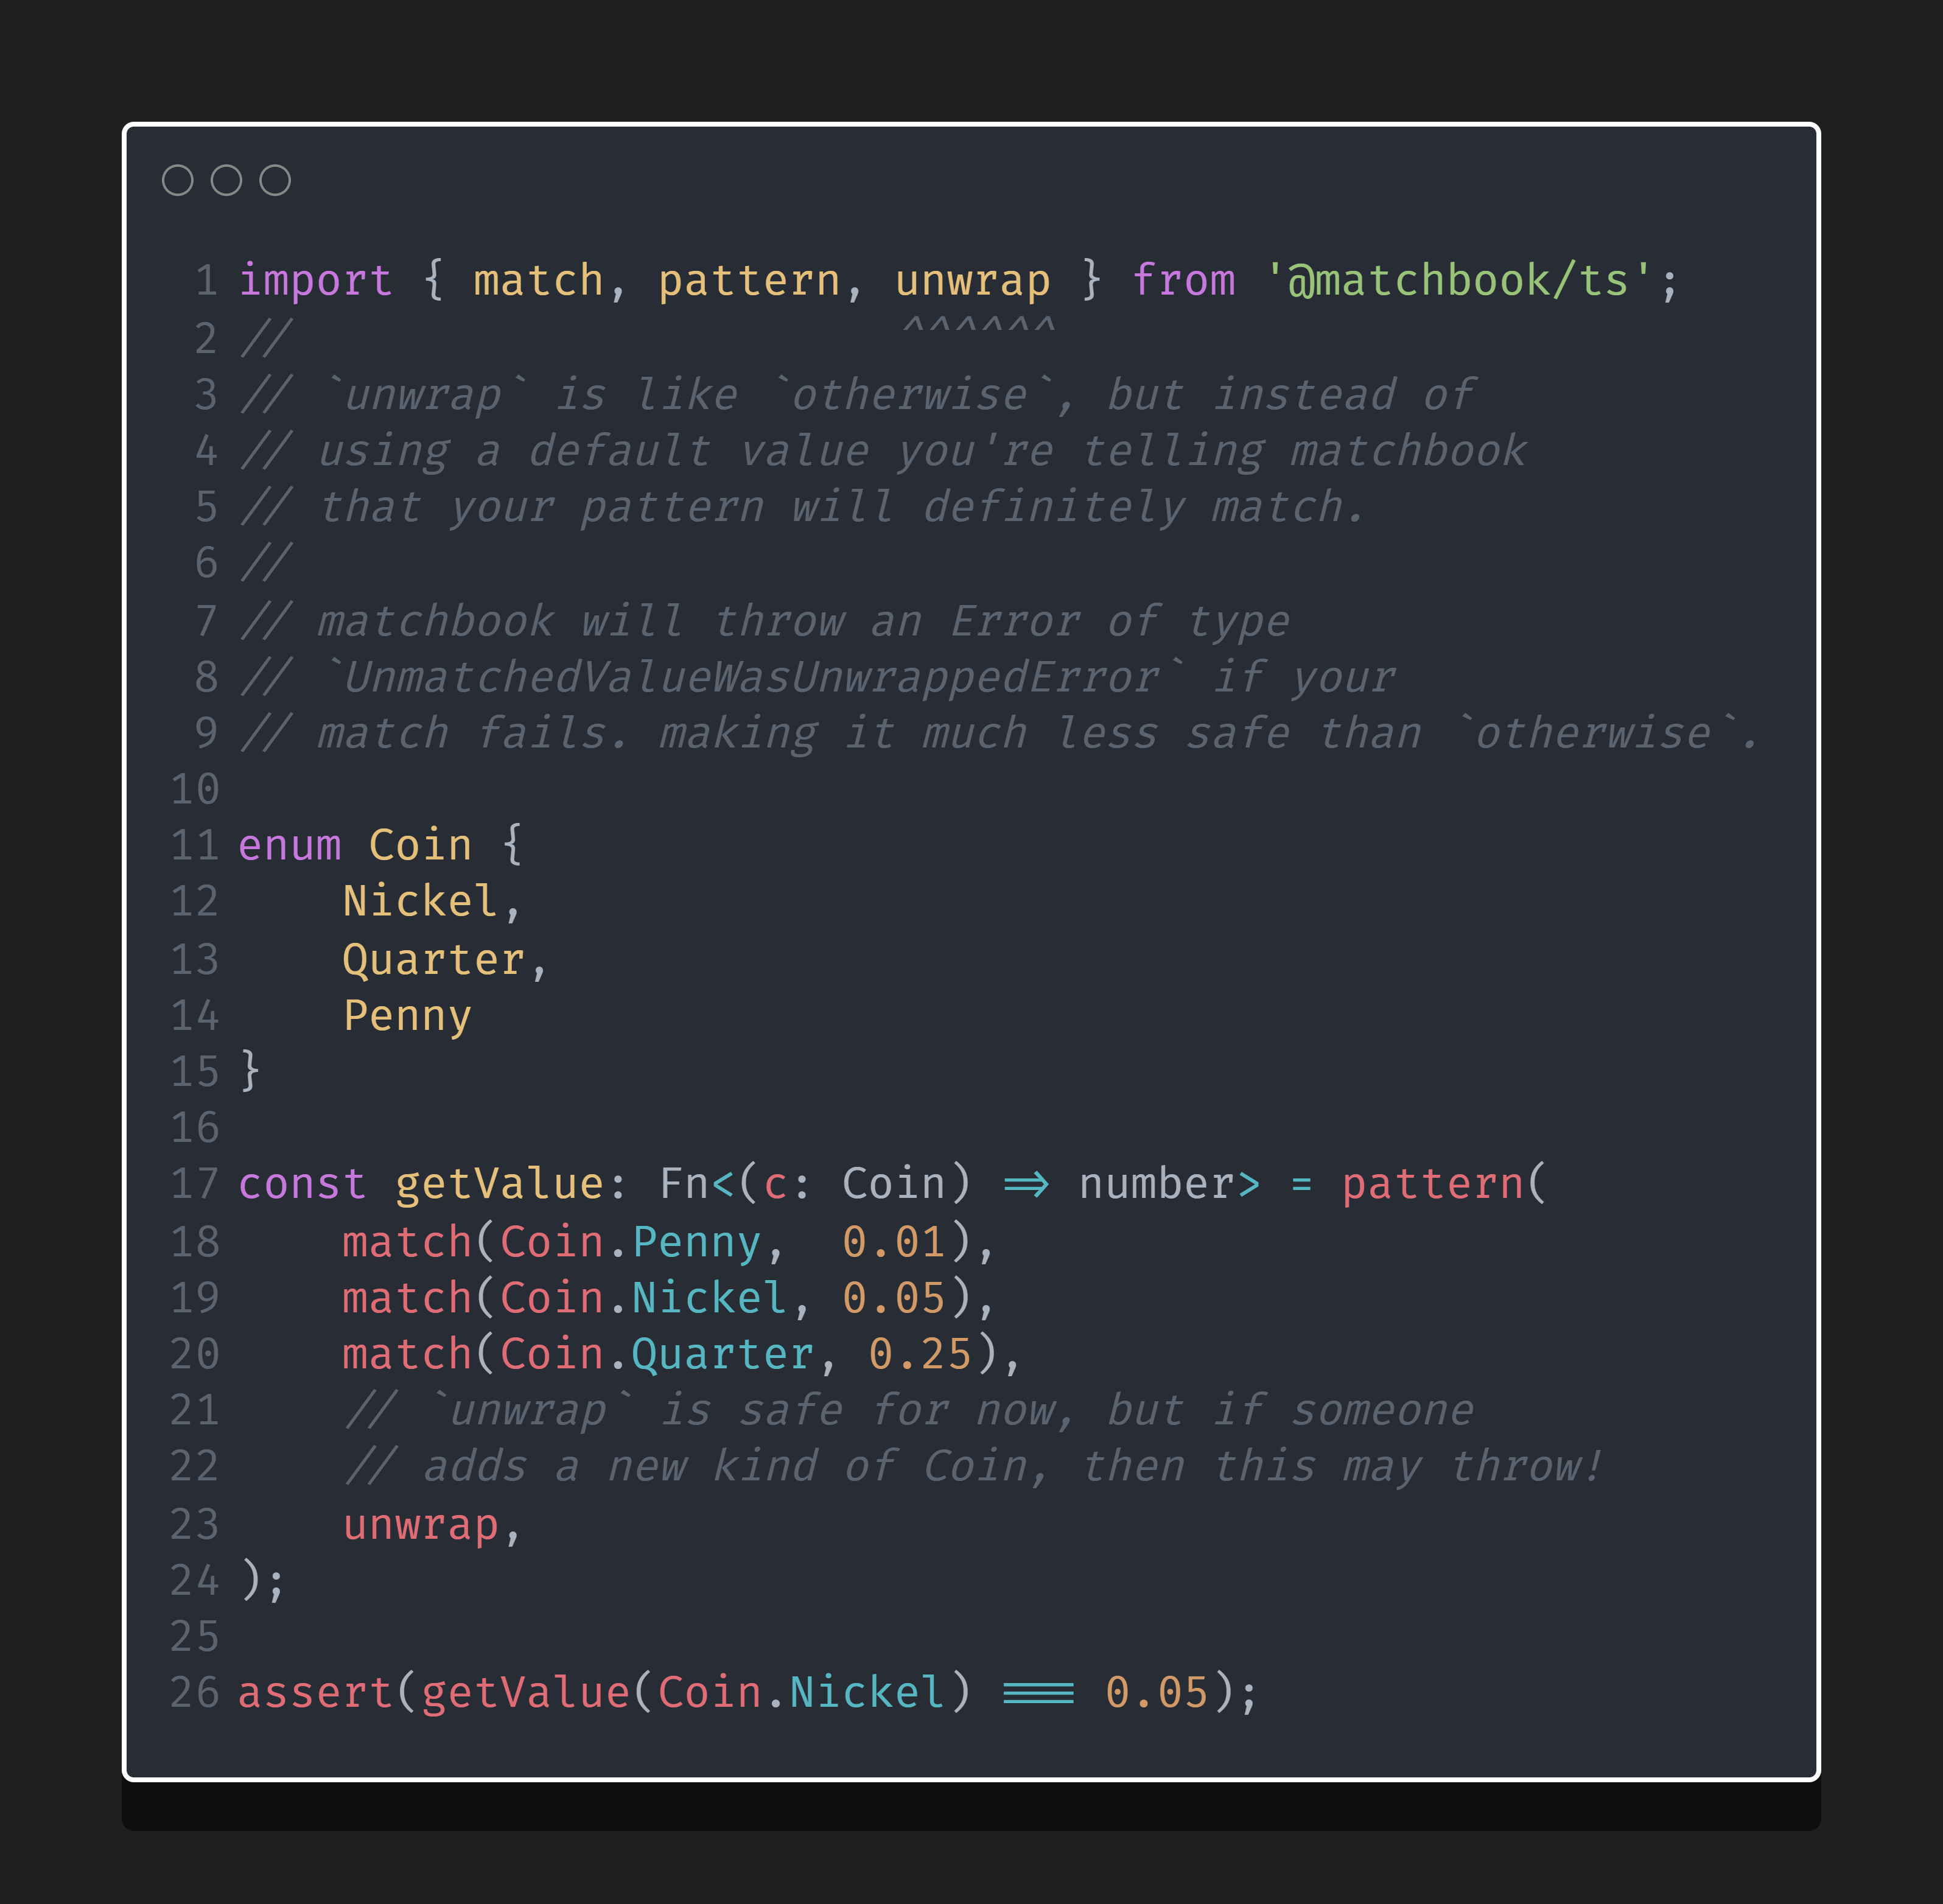 1 import { match, pattern, unwrap } from '@matchbook/ts';
2 //                       ^^^^^^
3 // `unwrap` is like `otherwise`, but instead of
4 // using a default value you're telling matchbook
5 // that your pattern will definitely match.
6 //
7 // matchbook will throw an Error of type
8 // `UnmatchedValueWasUnwrappedError` if your
9 // match fails. making it much less safe than `otherwise`.
10
11 enum Coin {
12     Nickel,
13     Quarter,
14     Penny
15 }
16
17 const getValue: Fn<(c: Coin) => number> = pattern(
18     match(Coin.Penny,  0.01),
19     match(Coin.Nickel, 0.05),
20     match(Coin.Quarter, 0.25),
21     // `unwrap` is safe for now, but if someone
22     // adds a new kind of Coin, then this may throw!
23     unwrap,
24 );
25
26 assert(getValue(Coin.Nickel) === 0.05);